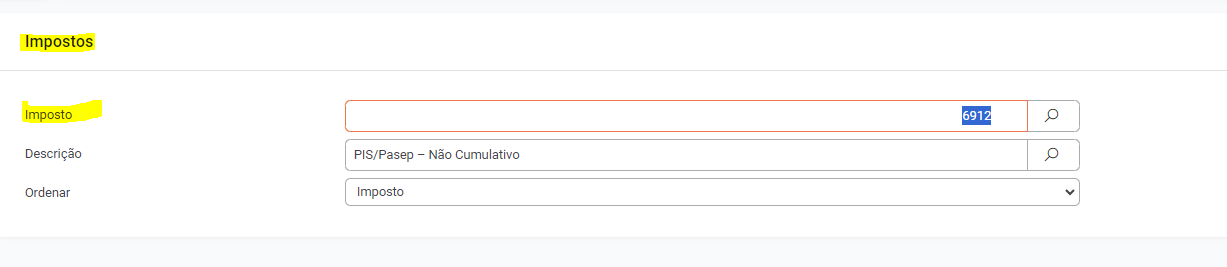 Impostos
Imposto 6912
Descrição PIS/Pasep – Não Cumulativo
Ordenar Imposto